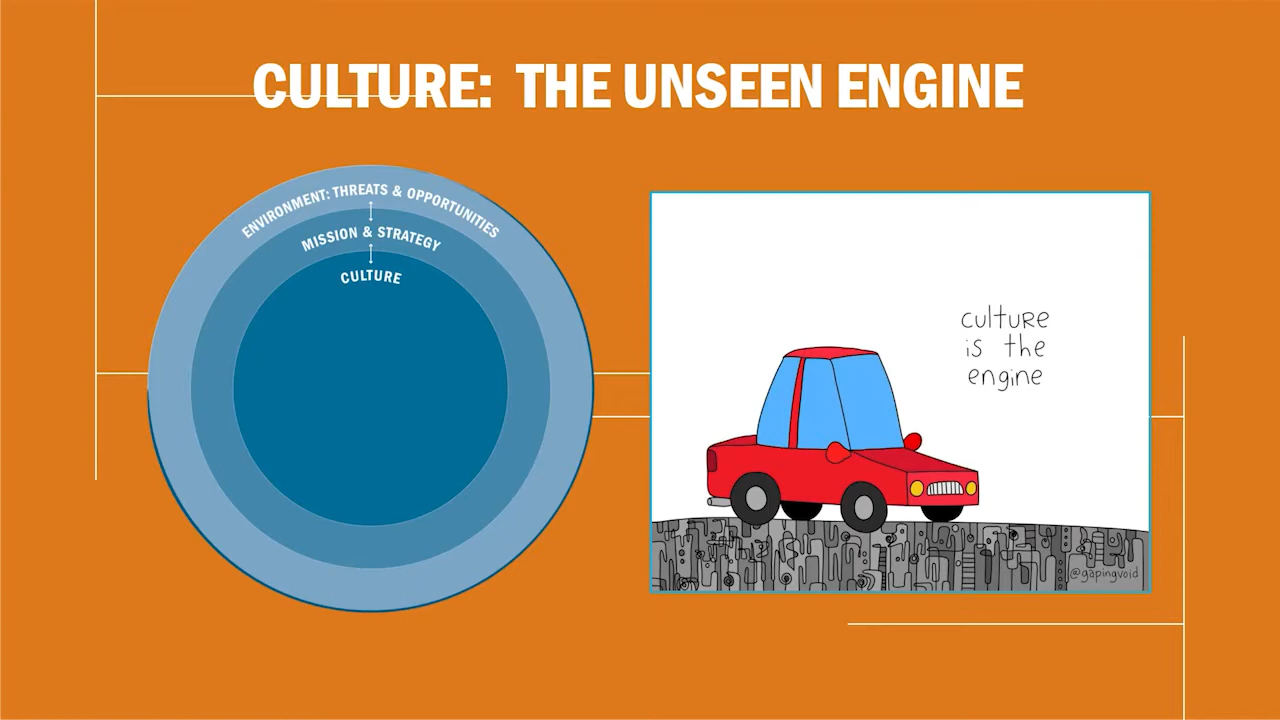 CULTURE: THE UNSEEN ENGINE
ENVIRONMENT: THREATS & OPPORTUNITIES
MISSION & STRATEGY
CULTURE
culture
is the
engine
@gapingvoid